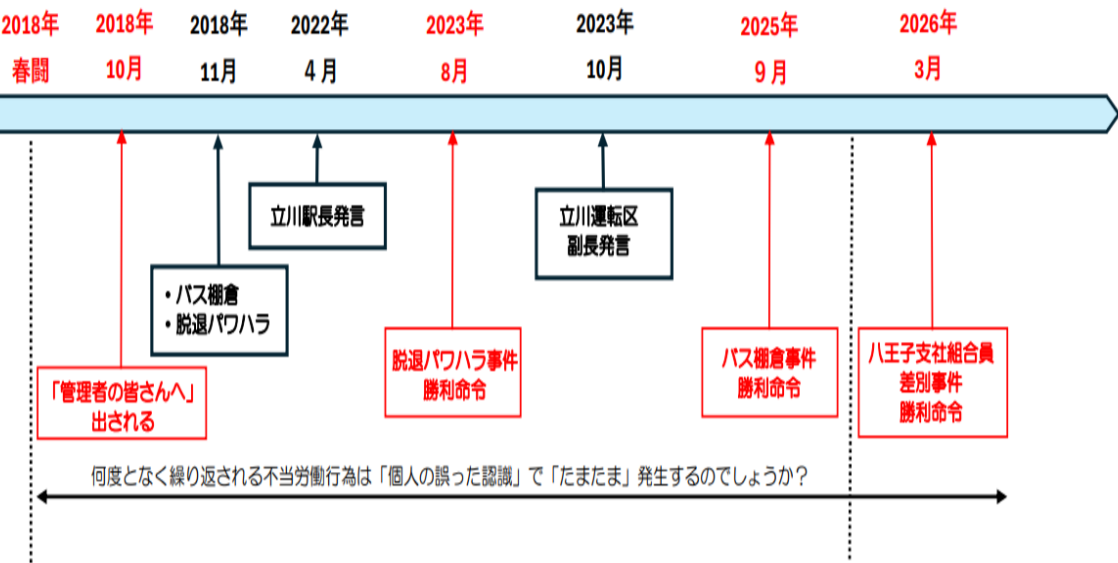 2018年 2018年 2018年 2022年 2023年 2023年 2025年 2026年
春闘 10月 11月 4月 8月 10月 9月 3月
立川駅長発言
立川運転区
副長発言
・バス棚倉
・脱退パワハラ
脱退パワハラ事件
勝利命令
バス棚倉事件
勝利命令
八王子支社組合員
差別事件
勝利命令
「管理者の皆さんへ」
出される
何度となく繰り返される不当労働行為は「個人の誤った認識」で「たまたま」発生するのでしょうか？